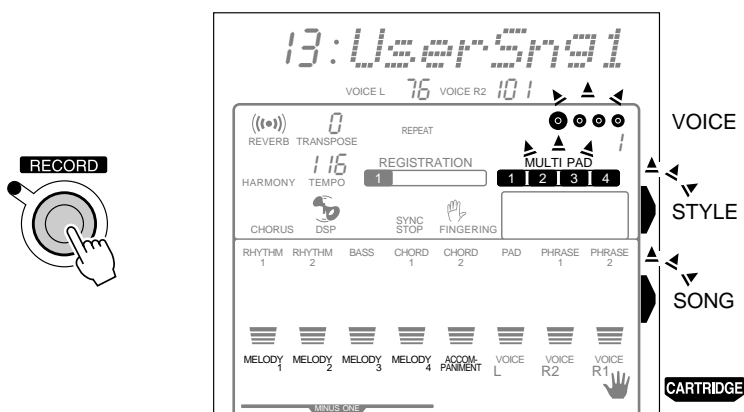 13:UserSng1
VOICE L 76 VOICE R2 101
REVERB
0
TRANSPOSE
REPEAT
1
VOICE
HARMONY
116
TEMPO
REGISTRATION
1
MULTI PAD
1 2 3 4
STYLE
CHORUS
DSP
SYNC
STOP
FINGERING
RECORD
RHYTHM
1
RHYTHM
2
BASS
CHORD
1
CHORD
2
PAD
PHRASE
1
PHRASE
2
SONG
MELODY
1
MELODY
2
MELODY
3
MELODY
4
ACCOM-
PANIMENT
VOICE
L
VOICE
R2
VOICE
R1
CARTRIDGE
MINUS ONE